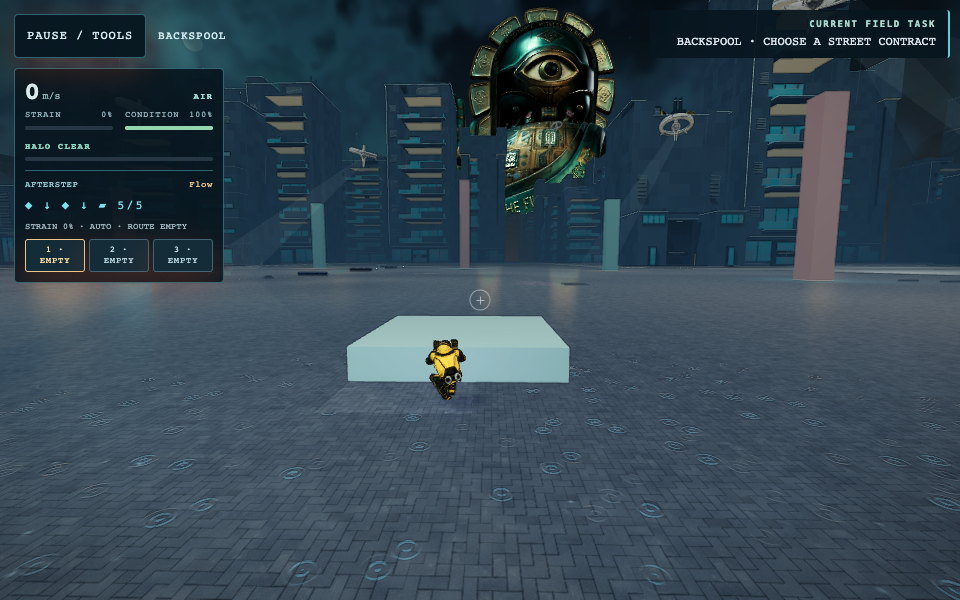 PAUSE / TOOLS
BACKSPOOL
CURRENT FIELD TASK
BACKSPOOL · CHOOSE A STREET CONTRACT
0 m/s
AIR
STRAIN 0%
CONDITION 100%
HALO CLEAR
AFTERSTEP
Flow
◆ ↓ ◆ ↓ ▰ 5/5
STRAIN 0% · AUTO · ROUTE EMPTY
1 · EMPTY
2 · EMPTY
3 · EMPTY